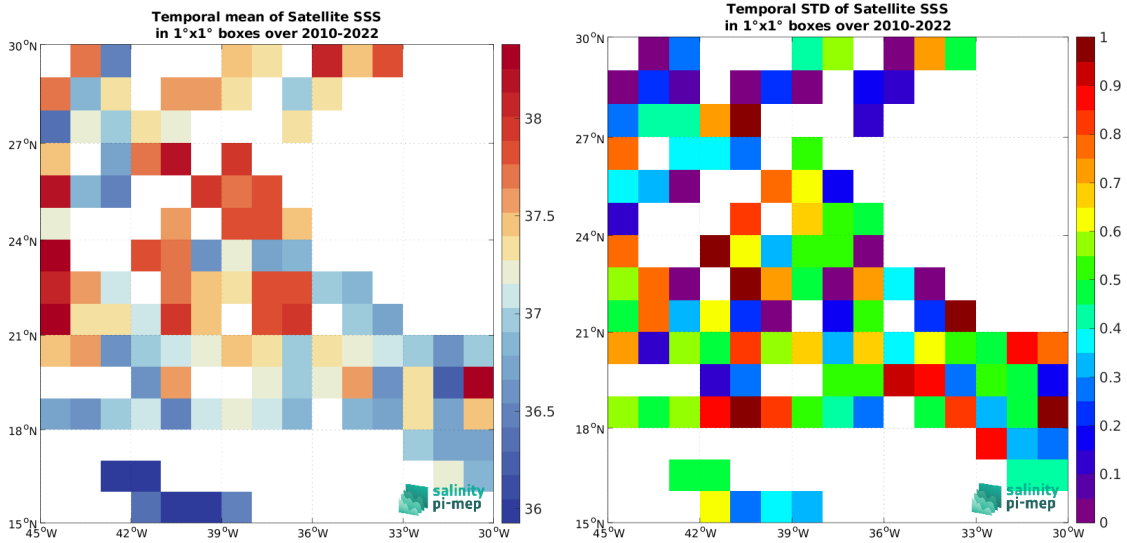 Temporal mean of Satellite SSS
in 1°x1° boxes over 2010-2022
30°N
27°N
24°N
21°N
18°N
15°N
45°W
42°W
39°W
36°W
33°W
30°W
38
37.5
37
36.5
36
salinity
pi-mep
Temporal STD of Satellite SSS
in 1°x1° boxes over 2010-2022
30°N
27°N
24°N
21°N
18°N
15°N
45°W
42°W
39°W
36°W
33°W
30°W
1
0.9
0.8
0.7
0.6
0.5
0.4
0.3
0.2
0.1
0
salinity
pi-mep